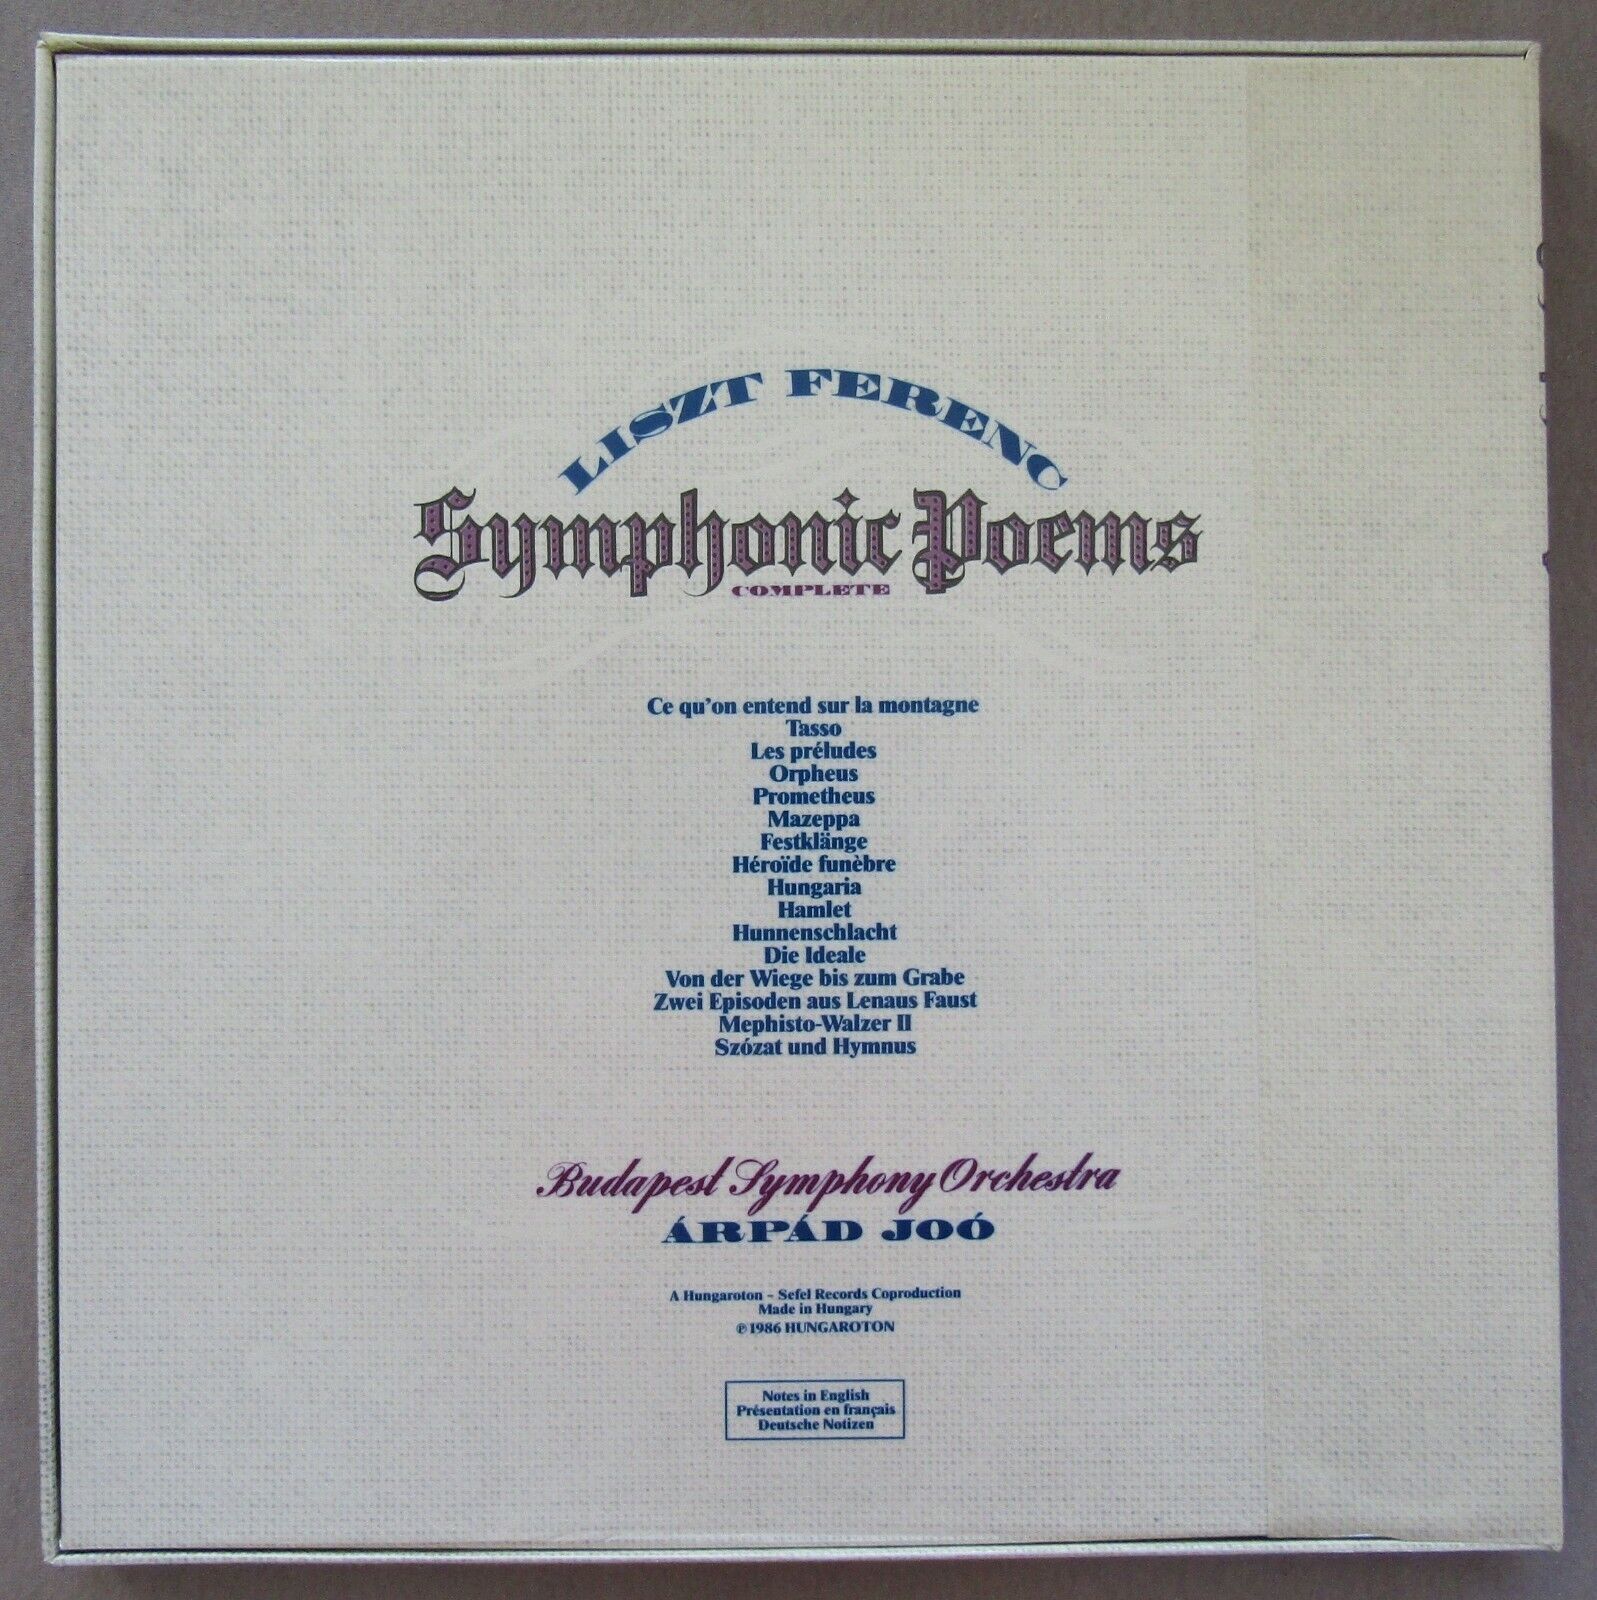 LISZT FERENC
Symphonic Poems
COMPLETE
Ce qu'on entend sur la montagne
Tasso
Les préludes
Orpheus
Prometheus
Mazeppa
Festklänge
Héroïde funèbre
Hungaria
Hamlet
Hunnenschlacht
Die Ideale
Von der Wiege bis zum Grabe
Zwei Episoden aus Lenaus Faust
Mephisto-Walzer II
Szózat und Hymnus
Budapest Symphony Orchestra
ÁRPÁD JOÓ
A Hungaroton – Sefel Records Coproduction
Made in Hungary
℗ 1986 HUNGAROTON
Notes in English
Présentation en français
Deutsche Notizen